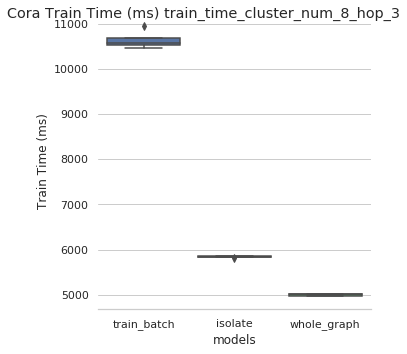 Cora Train Time (ms) train_time_cluster_num_8_hop_3
11000
10000
9000
8000
7000
6000
5000
Train Time (ms)
train_batch isolate whole_graph
models